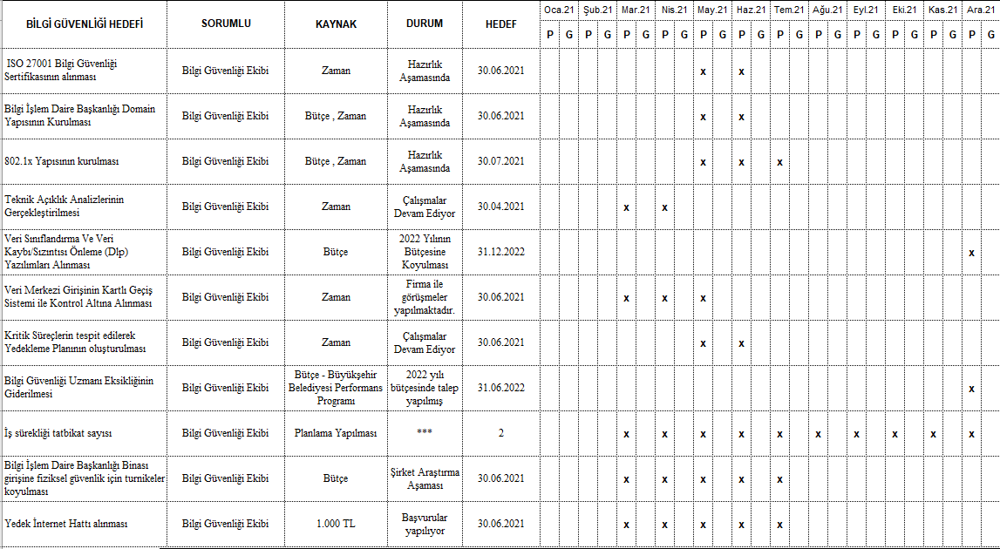 BİLGİ GÜVENLİĞİ HEDEFİ SORUMLU KAYNAK DURUM HEDEF Oca.21 Şub.21 Mar.21 Nis.21 May.21 Haz.21 Tem.21 Ağu.21 Eyl.21 Eki.21 Kas.21 Ara.21
P G P G P G P G P G P G P G P G P G P G P G P G
ISO 27001 Bilgi Güvenliği
Sertifikasının alınması
Bilgi Güvenliği Ekibi
Zaman
Hazırlık
Aşamasında
30.06.2021
x x
Bilgi İşlem Daire Başkanlığı Domain
Yapısının Kurulması
Bilgi Güvenliği Ekibi
Bütçe , Zaman
Hazırlık
Aşamasında
30.06.2021
x x
802.1x Yapısının kurulması
Bilgi Güvenliği Ekibi
Bütçe , Zaman
Hazırlık
Aşamasında
30.07.2021
x x x
Teknik Açıklık Analizlerinin
Gerçekleştirilmesi
Bilgi Güvenliği Ekibi
Zaman
Çalışmalar
Devam Ediyor
30.04.2021
x x
Veri Sınıflandırma Ve Veri
Kaybı/Sızıntısı Önleme (Dlp)
Yazılımları Alınması
Bilgi Güvenliği Ekibi
Bütçe
2022 Yılının
Bütçesine
Koyulması
31.12.2022
x
Veri Merkezi Girişinin Kartlı Geçiş
Sistemi ile Kontrol Altına Alınması
Bilgi Güvenliği Ekibi
Zaman
Firma ile
görüşmeler
yapılmaktadır.
30.06.2021
x x x
Kritik Süreçlerin tespit edilerek
Yedekleme Planının oluşturulması
Bilgi Güvenliği Ekibi
Zaman
Çalışmalar
Devam Ediyor
30.06.2021
x x
Bilgi Güvenliği Uzmanı Eksikliğinin
Giderilmesi
Bilgi Güvenliği Ekibi
Bütçe - Büyükşehir
Belediyesi Performans
Programı
2022 yılı
bütçesinde talep
yapılmış
31.06.2022
x
İş sürekliği tatbikat sayısı
Bilgi Güvenliği Ekibi
Planlama Yapılması
***
2
x x x x x x x x x x
Bilgi İşlem Daire Başkanlığı Binası
girişine fiziksel güvenlik için turnikeler
koyulması
Bilgi Güvenliği Ekibi
Bütçe
Şirket Araştırma
Aşaması
30.06.2021
x x x x x
Yedek İnternet Hattı alınması
Bilgi Güvenliği Ekibi
1.000 TL
Başvurular
yapılıyor
30.06.2021
x x x x x